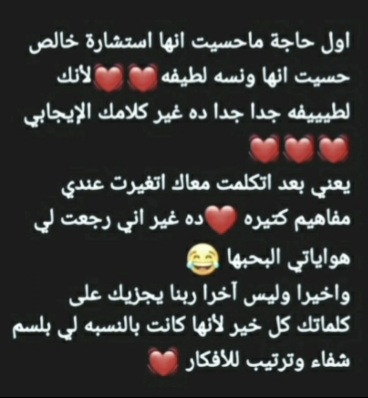 اول حاجة ماحسيت انها استشارة خالص
حسيت انها ونسه لطيفه💓💓لأنك
لطيييفه جدا جدا ده غير كلامك الإيجابي
💓💓💓
يعني بعد اتكلمت معاك اتغيرت عندي
مفاهيم كتيره 💓ده غير اني رجعت لي
هواياتي البحبها 😂
واخيرا وليس آخرا ربنا يجزيك على
كلماتك كل خير لأنها كانت بالنسبه لي بلسم
شفاء وترتيب للأفكار 💓